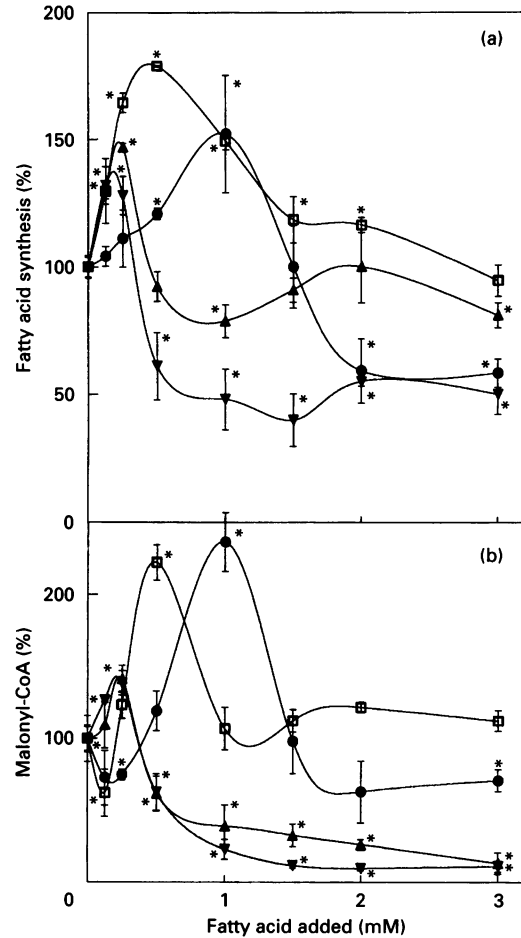 200
(a)
150
100
50
0
Fatty acid synthesis (%)
(b)
200
100
0
Malonyl-CoA (%)
0 1 2 3
Fatty acid added (mM)